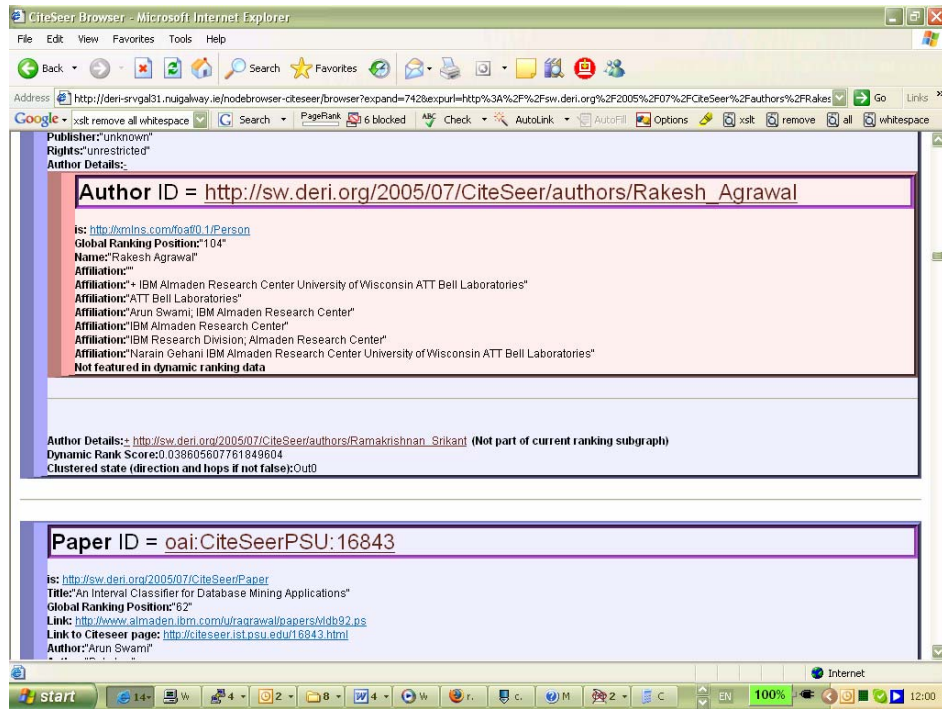 CiteSeer Browser - Microsoft Internet Explorer
File Edit View Favorites Tools Help
Back Search Favorites
Address http://deri-srvgal31.nuigalway.ie/nodebrowser-citeseer/browser?expand=742&expurl=http%3A%2F%2Fsw.deri.org%2F2005%2F07%2FCiteSeer%2Fauthors%2FRakes Go Links »
Google xslt remove all whitespace Search PageRank 6 blocked Check AutoLink AutoFill Options xslt remove all whitespace
Publisher:"unknown"
Rights:"unrestricted"
Author Details:-
Author ID = http://sw.deri.org/2005/07/CiteSeer/authors/Rakesh_Agrawal
is: http://xmlns.com/foaf/0.1/Person
Global Ranking Position:"104"
Name:"Rakesh Agrawal"
Affiliation:""
Affiliation:"+ IBM Almaden Research Center University of Wisconsin ATT Bell Laboratories"
Affiliation:"ATT Bell Laboratories"
Affiliation:"Arun Swami; IBM Almaden Research Center"
Affiliation:"IBM Almaden Research Center"
Affiliation:"IBM Research Division; Almaden Research Center"
Affiliation:"Narain Gehani IBM Almaden Research Center University of Wisconsin ATT Bell Laboratories"
Not featured in dynamic ranking data
Author Details:+ http://sw.deri.org/2005/07/CiteSeer/authors/Ramakrishnan_Srikant (Not part of current ranking subgraph)
Dynamic Rank Score:0.038605607761849604
Clustered state (direction and hops if not false):Out0
Paper ID = oai:CiteSeerPSU:16843
is: http://sw.deri.org/2005/07/CiteSeer/Paper
Title:"An Interval Classifier for Database Mining Applications"
Global Ranking Position:"62"
Link: http://www.almaden.ibm.com/u/ragrawal/papers/vldb92.ps
Link to Citeseer page: http://citeseer.ist.psu.edu/16843.html
Author:"Arun Swami"
Internet
start 14 W 4 2 8 4 W r. c. M 2 C EN 100% 12:00